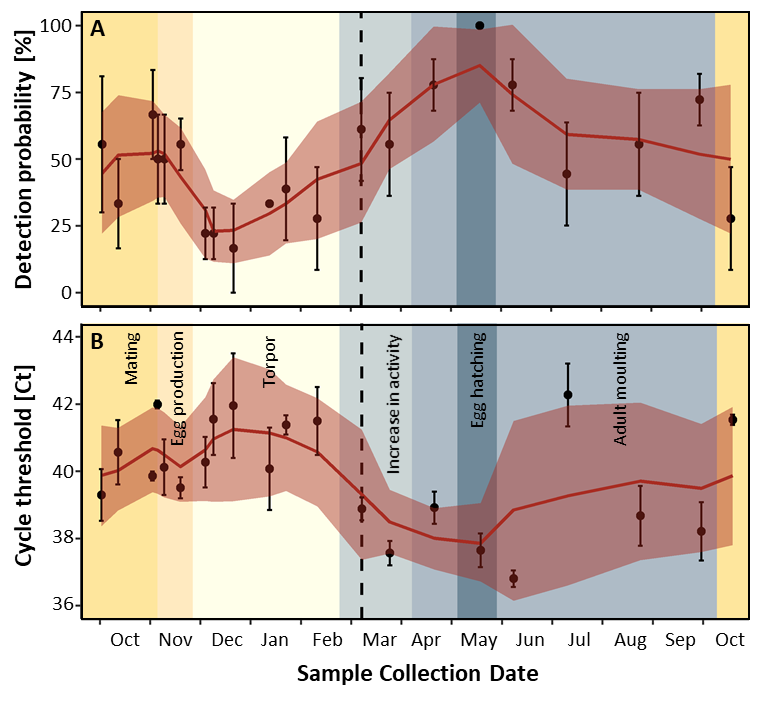 A
Detection probability [%]
100
75
50
25
0
B
Cycle threshold [Ct]
44
42
40
38
36
Mating
Egg production
Torpor
Increase in activity
Egg hatching
Adult moulting
Oct Nov Dec Jan Feb Mar Apr May Jun Jul Aug Sep Oct
Sample Collection Date